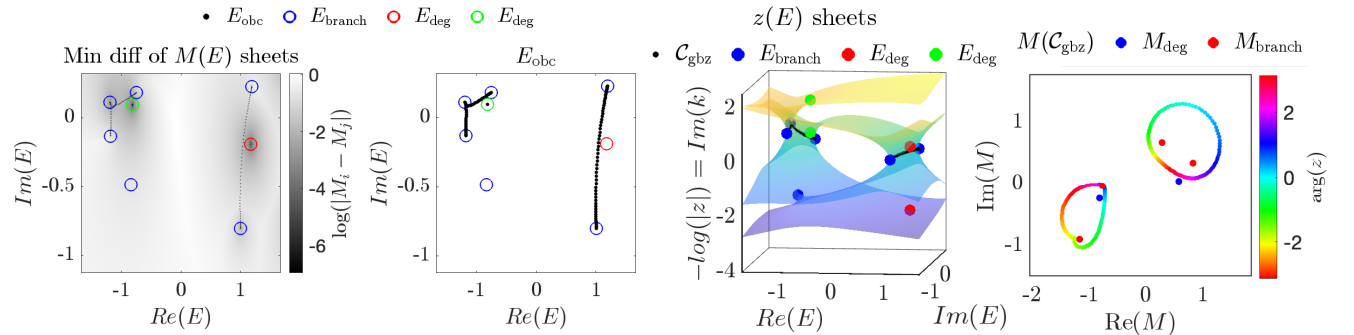 E_obc E_branch E_deg E_deg
Min diff of M(E) sheets
0
-2
-4
-6
log(|M_i − M_j|)
0
-0.5
-1
Im(E)
-1 0 1
Re(E)
E_obc
0
-0.5
-1
Im(E)
-1 0 1
Re(E)
z(E) sheets
C_gbz E_branch E_deg E_deg
2
0
-2
-4
−log(|z|) = Im(k)
-1 0 1
Re(E)
-1 0
Im(E)
M(C_gbz) M_deg M_branch
1
0
-1
Im(M)
-2 -1 0 1
Re(M)
2
0
-2
arg(z)